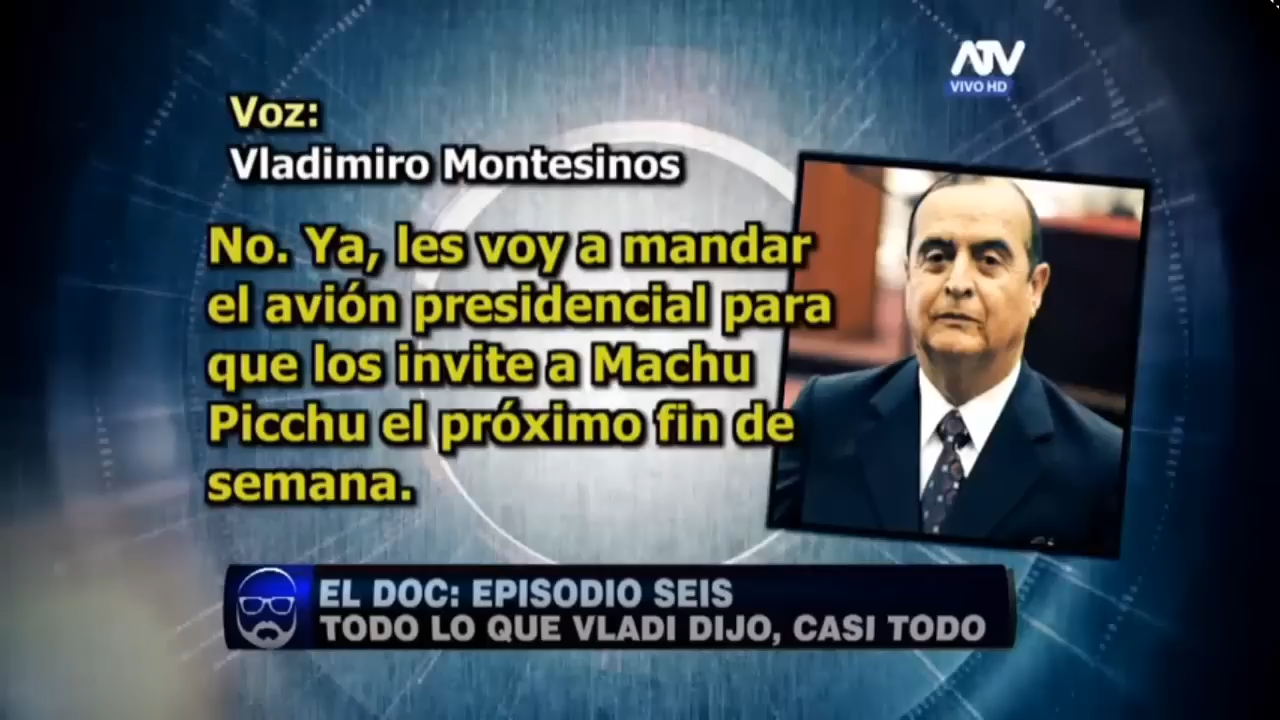 ATV
VIVO HD
Voz:
Vladimiro Montesinos
No. Ya, les voy a mandar
el avión presidencial para
que los invite a Machu
Picchu el próximo fin de
semana.
EL DOC: EPISODIO SEIS
TODO LO QUE VLADI DIJO, CASI TODO